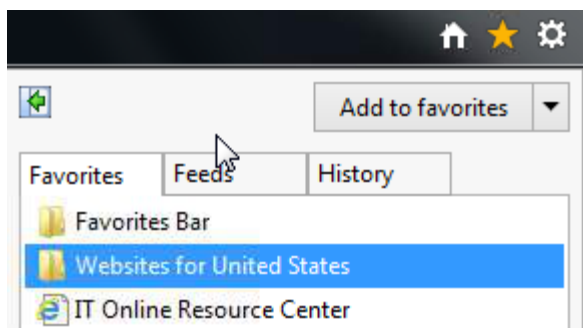 Add to favorites
Favorites Feeds History
Favorites Bar
Websites for United States
IT Online Resource Center